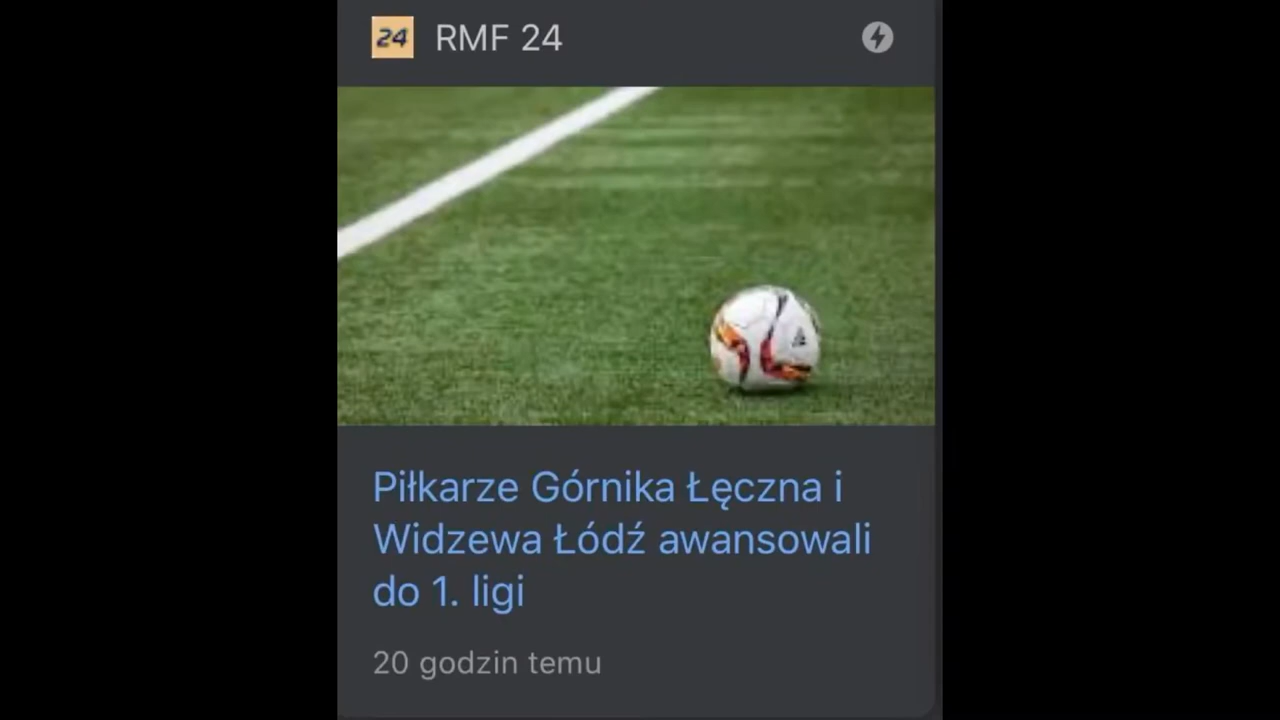 24 RMF 24
Piłkarze Górnika Łęczna i
Widzewa Łódź awansowali
do 1. ligi
20 godzin temu